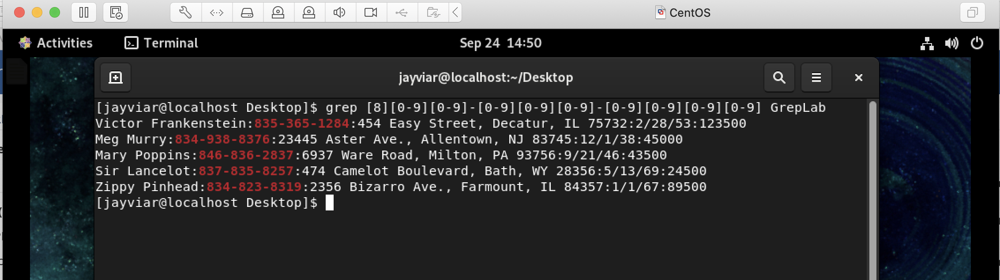 CentOS
Activities Terminal Sep 24 14:50
jayviar@localhost:~/Desktop
[jayviar@localhost Desktop]$ grep [8][0-9][0-9]-[0-9][0-9][0-9]-[0-9][0-9][0-9][0-9] GrepLab
Victor Frankenstein:835-365-1284:454 Easy Street, Decatur, IL 75732:2/28/53:123500
Meg Murry:834-938-8376:23445 Aster Ave., Allentown, NJ 83745:12/1/38:45000
Mary Poppins:846-836-2837:6937 Ware Road, Milton, PA 93756:9/21/46:43500
Sir Lancelot:837-835-8257:474 Camelot Boulevard, Bath, WY 28356:5/13/69:24500
Zippy Pinhead:834-823-8319:2356 Bizarro Ave., Farmount, IL 84357:1/1/67:89500
[jayviar@localhost Desktop]$